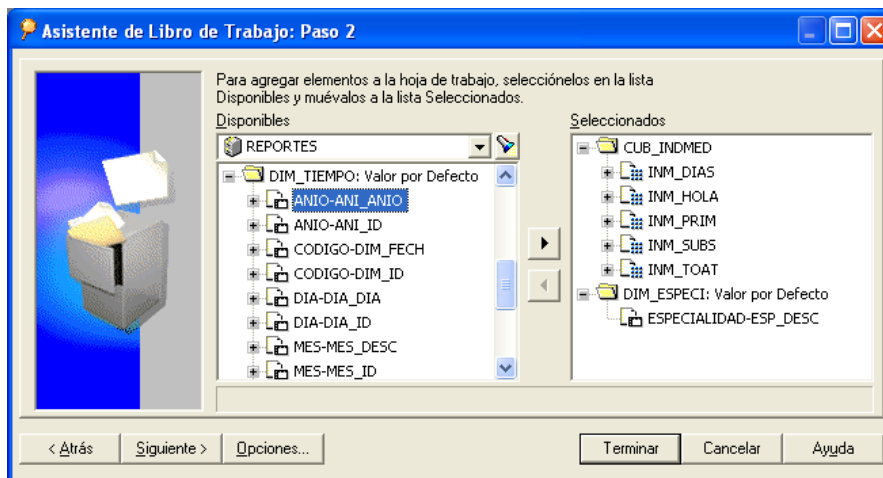 Asistente de Libro de Trabajo: Paso 2
Para agregar elementos a la hoja de trabajo, selecciónelos en la lista
Disponibles y muévalos a la lista Seleccionados.
Disponibles
REPORTES
DIM_TIEMPO: Valor por Defecto
ANIO-ANI_ANIO
ANIO-ANI_ID
CODIGO-DIM_FECH
CODIGO-DIM_ID
DIA-DIA_DIA
DIA-DIA_ID
MES-MES_DESC
MES-MES_ID
Seleccionados
CUB_INDMED
INM_DIAS
INM_HOLA
INM_PRIM
INM_SUBS
INM_TOAT
DIM_ESPECI: Valor por Defecto
ESPECIALIDAD-ESP_DESC
< Atrás
Siguiente >
Opciones...
Terminar
Cancelar
Ayuda